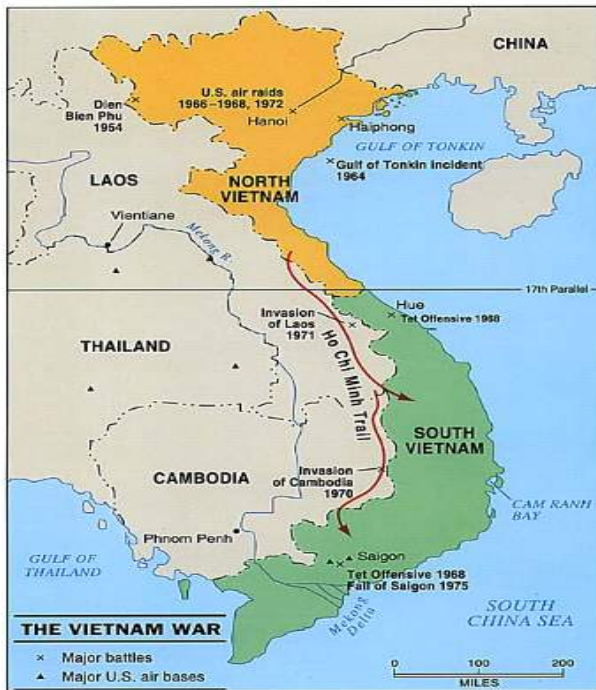 CHINA
U.S. air raids
1966–1968, 1972
Dien
Bien Phu
1954
Hanoi
Haiphong
GULF OF TONKIN
Gulf of Tonkin incident
1964
LAOS
NORTH
VIETNAM
Vientiane
Mekong R.
17th Parallel
Hue
Tet Offensive 1968
Invasion
of Laos
1971
Ho Chi Minh Trail
THAILAND
SOUTH
VIETNAM
CAMBODIA
Invasion
of Cambodia
1970
CAM RANH
BAY
Phnom Penh
GULF OF
THAILAND
Saigon
Tet Offensive 1968
Fall of Saigon 1975
Mekong
Delta
SOUTH
CHINA SEA
THE VIETNAM WAR
× Major battles
▲ Major U.S. air bases
0 100 200
MILES